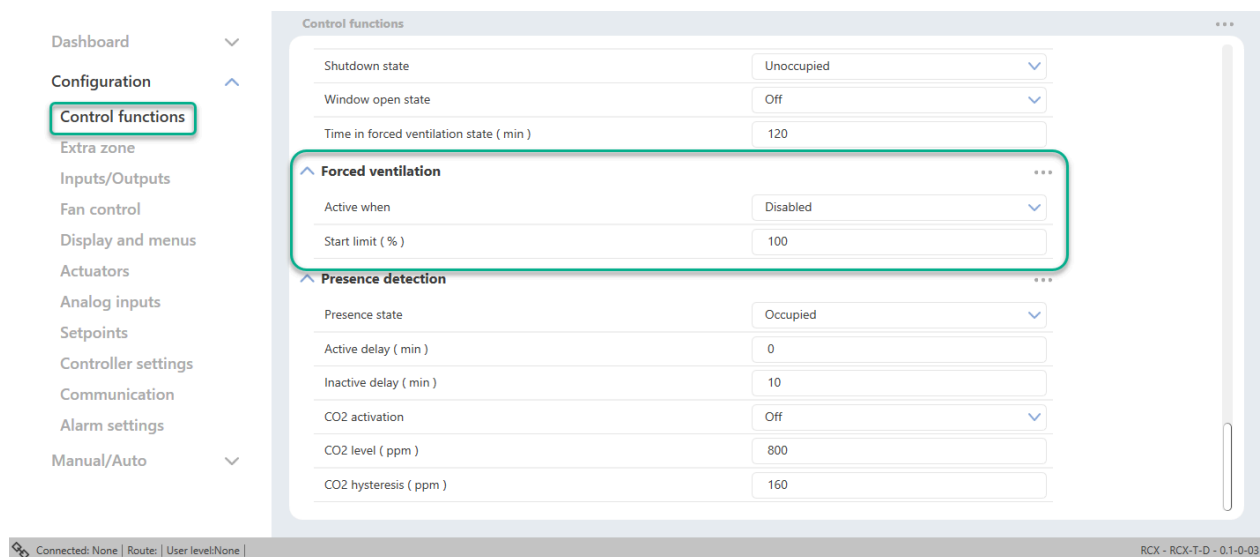 Control functions
Dashboard
Configuration
Control functions
Extra zone
Inputs/Outputs
Fan control
Display and menus
Actuators
Analog inputs
Setpoints
Controller settings
Communication
Alarm settings
Manual/Auto
Shutdown state Unoccupied
Window open state Off
Time in forced ventilation state ( min ) 120
Forced ventilation
Active when Disabled
Start limit ( % ) 100
Presence detection
Presence state Occupied
Active delay ( min ) 0
Inactive delay ( min ) 10
CO2 activation Off
CO2 level ( ppm ) 800
CO2 hysteresis ( ppm ) 160
Connected: None | Route: | User level:None | RCX - RCX-T-D - 0.1-0-03